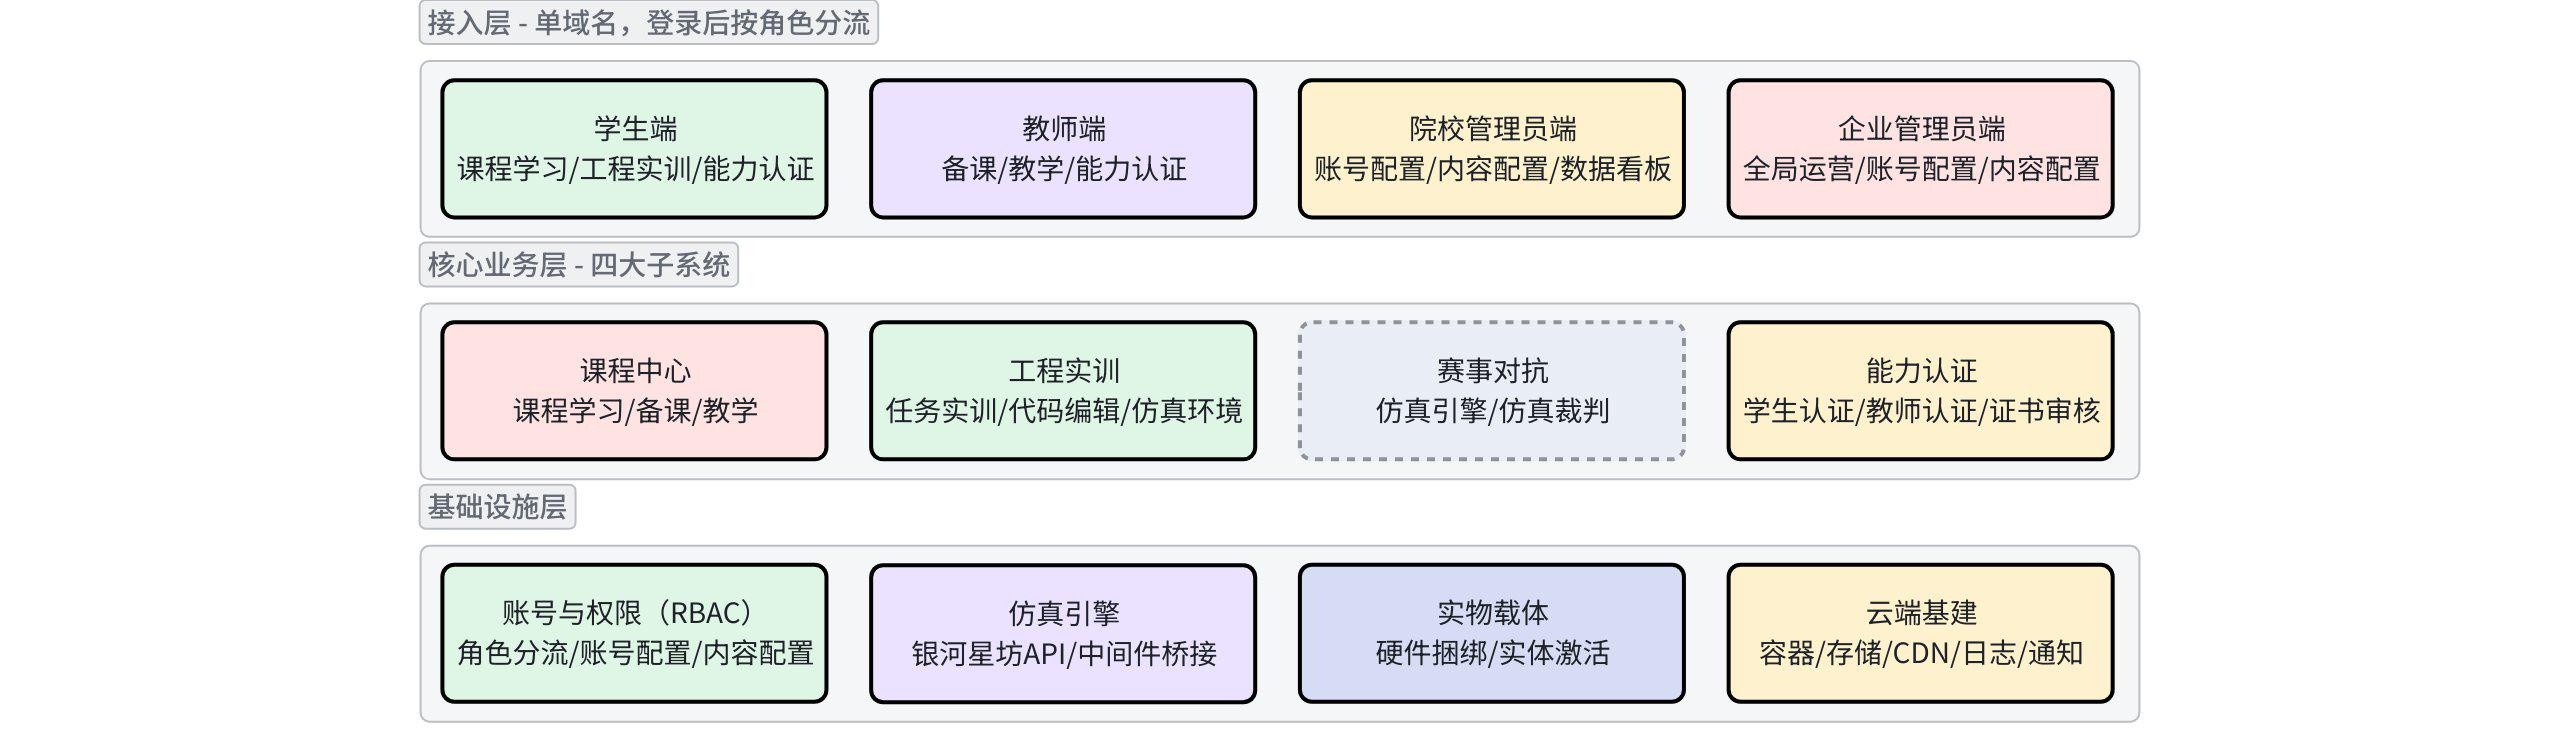 接入层 - 单域名，登录后按角色分流
学生端
课程学习/工程实训/能力认证
教师端
备课/教学/能力认证
院校管理员端
账号配置/内容配置/数据看板
企业管理员端
全局运营/账号配置/内容配置
核心业务层 - 四大子系统
课程中心
课程学习/备课/教学
工程实训
任务实训/代码编辑/仿真环境
赛事对抗
仿真引擎/仿真裁判
能力认证
学生认证/教师认证/证书审核
基础设施层
账号与权限（RBAC）
角色分流/账号配置/内容配置
仿真引擎
银河星坊API/中间件桥接
实物载体
硬件捆绑/实体激活
云端基建
容器/存储/CDN/日志/通知